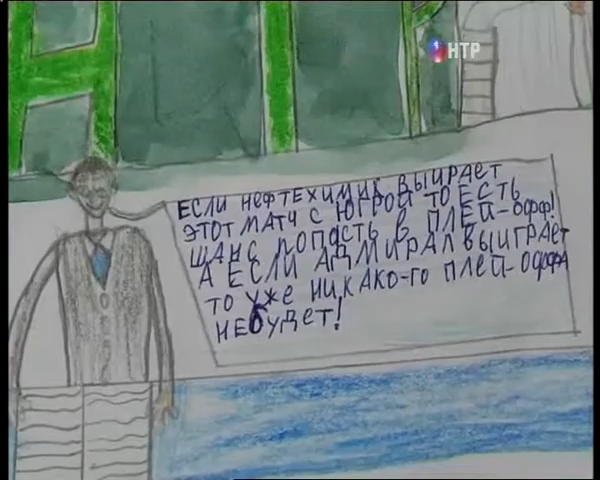 НТР
ЕСЛИ НЕФТЕХИМИК ВЫИРАЕТ
ЭТОТ МАТЧ С ЮГРОЙ ТО ЕСТЬ
ШАНС ПОПАСТЬ В ПЛЕЙ-ОФФ!
А ЕСЛИ АДМИРАЛ ВЫИГРАЕТ
ТО УЖЕ НИКАКО-ГО ПЛЕЙ-ОФФА
НЕБУДЕТ!